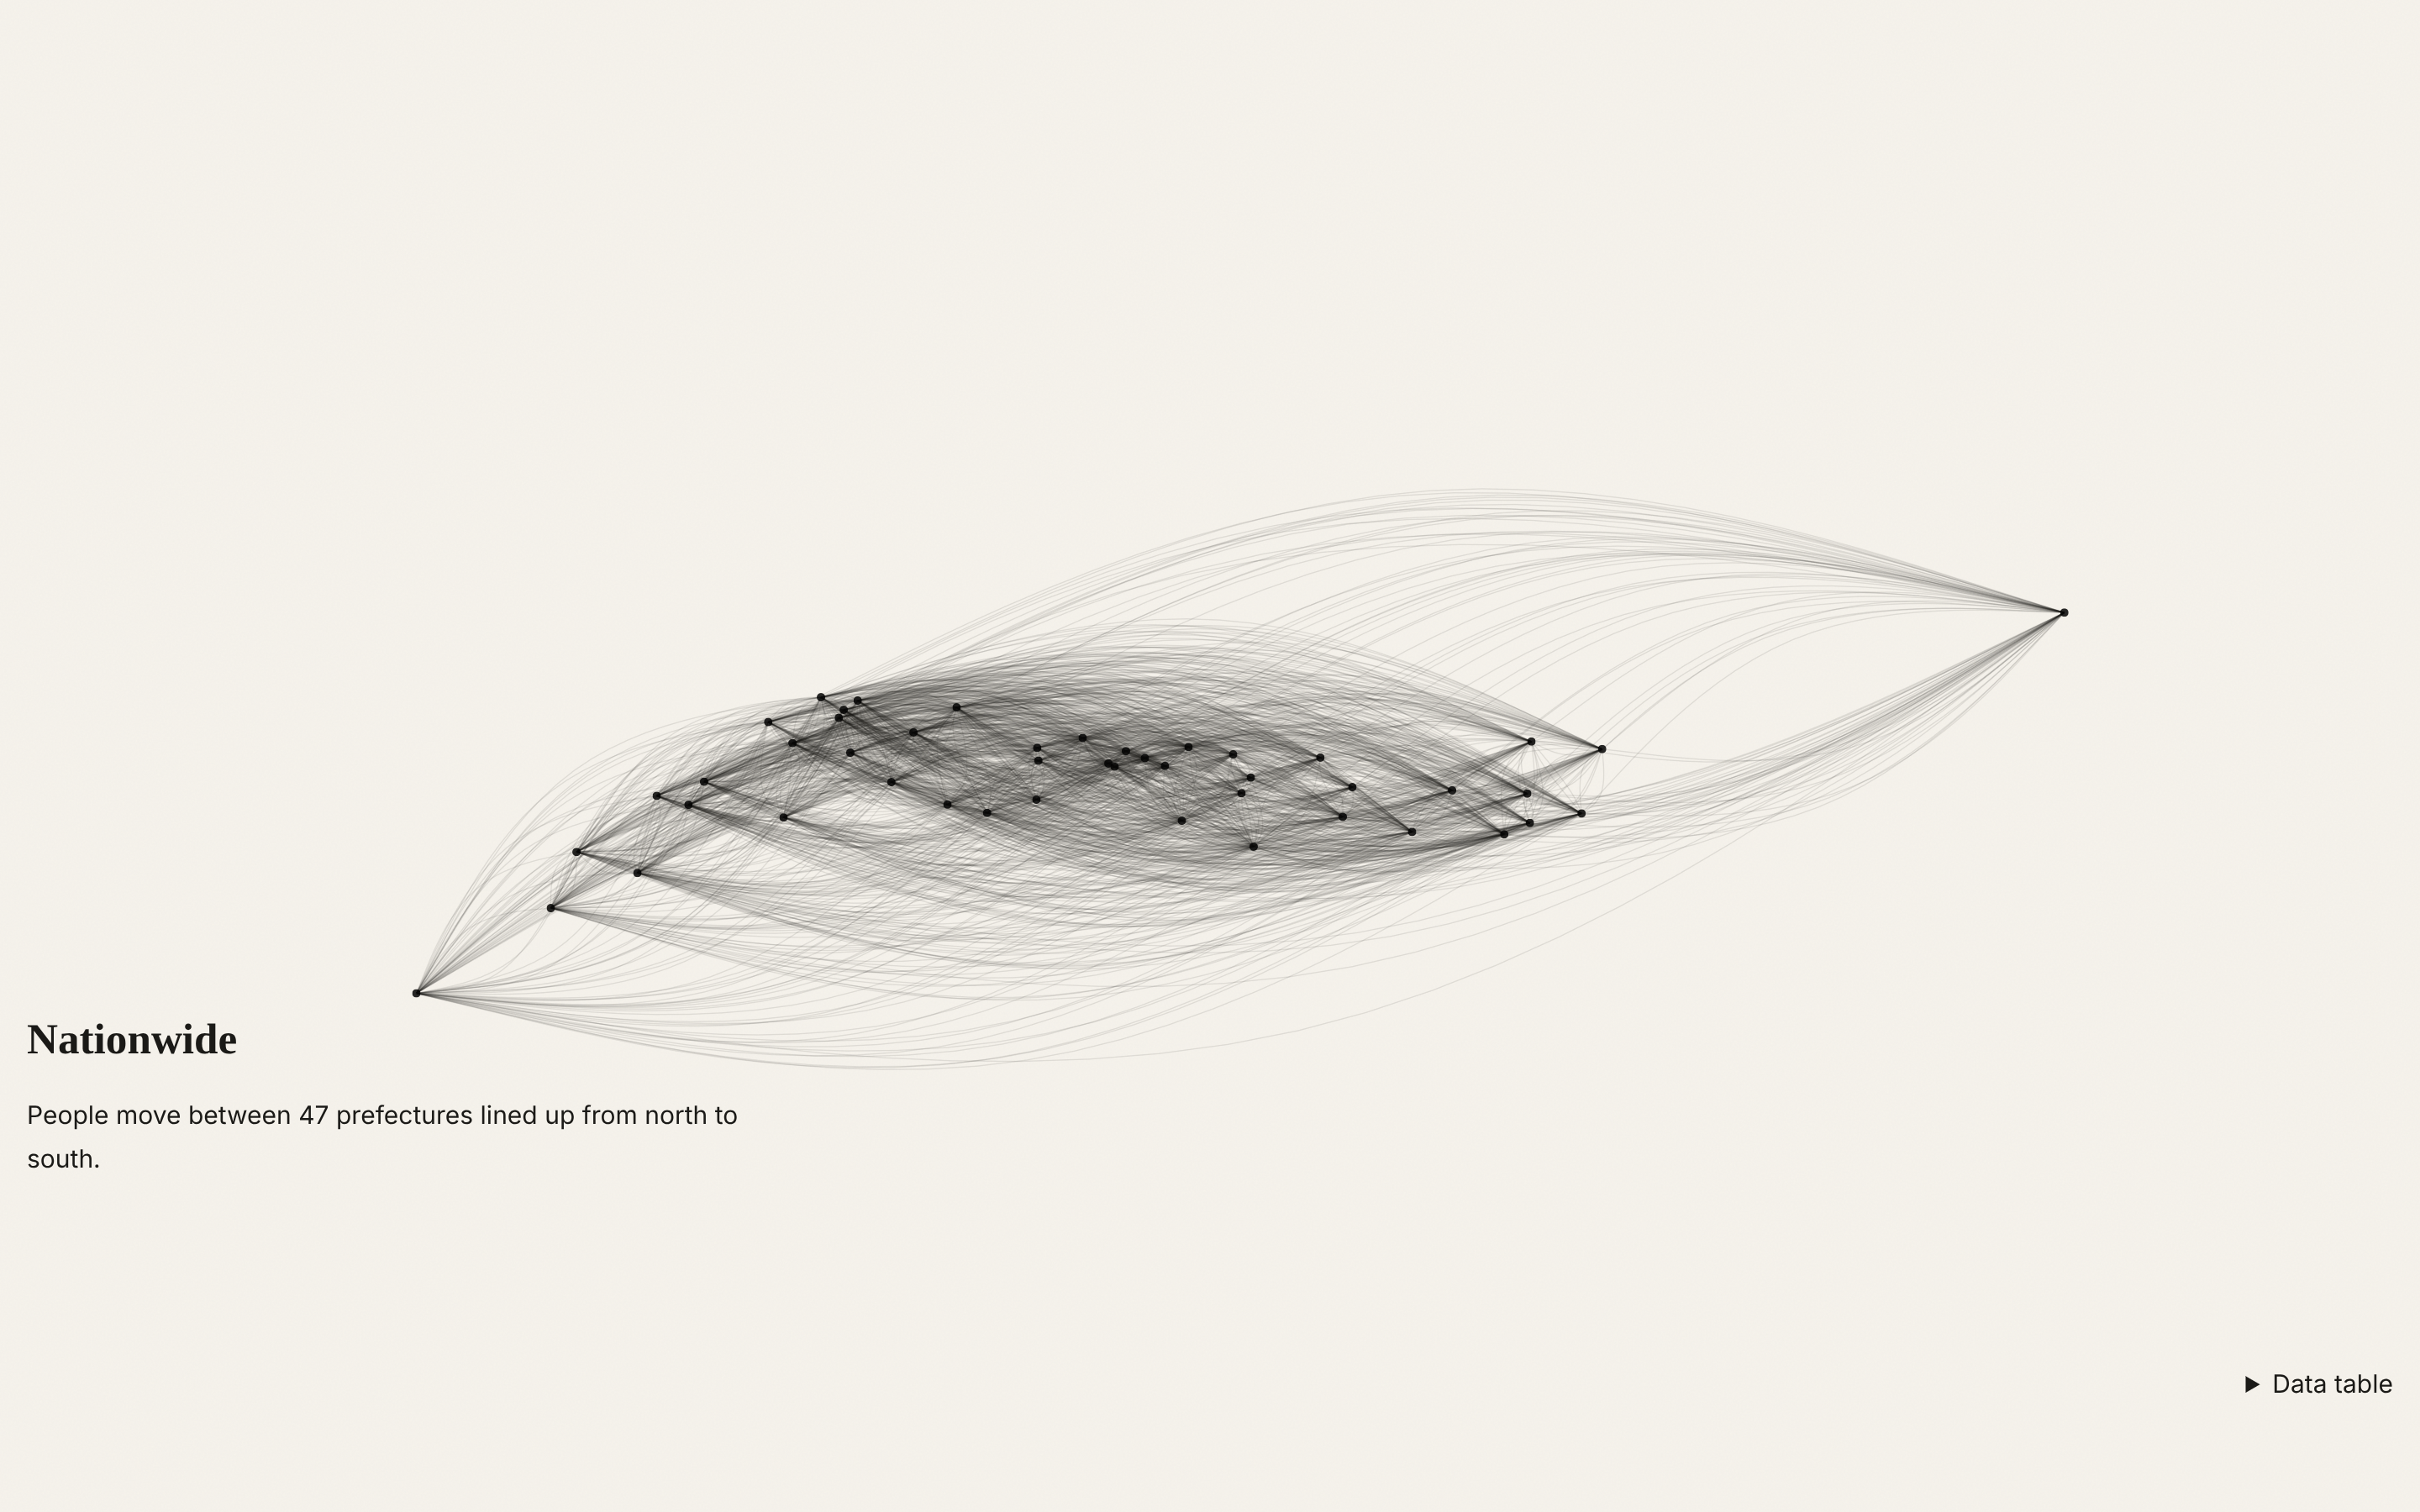 Nationwide
People move between 47 prefectures lined up from north to
south.
Data table